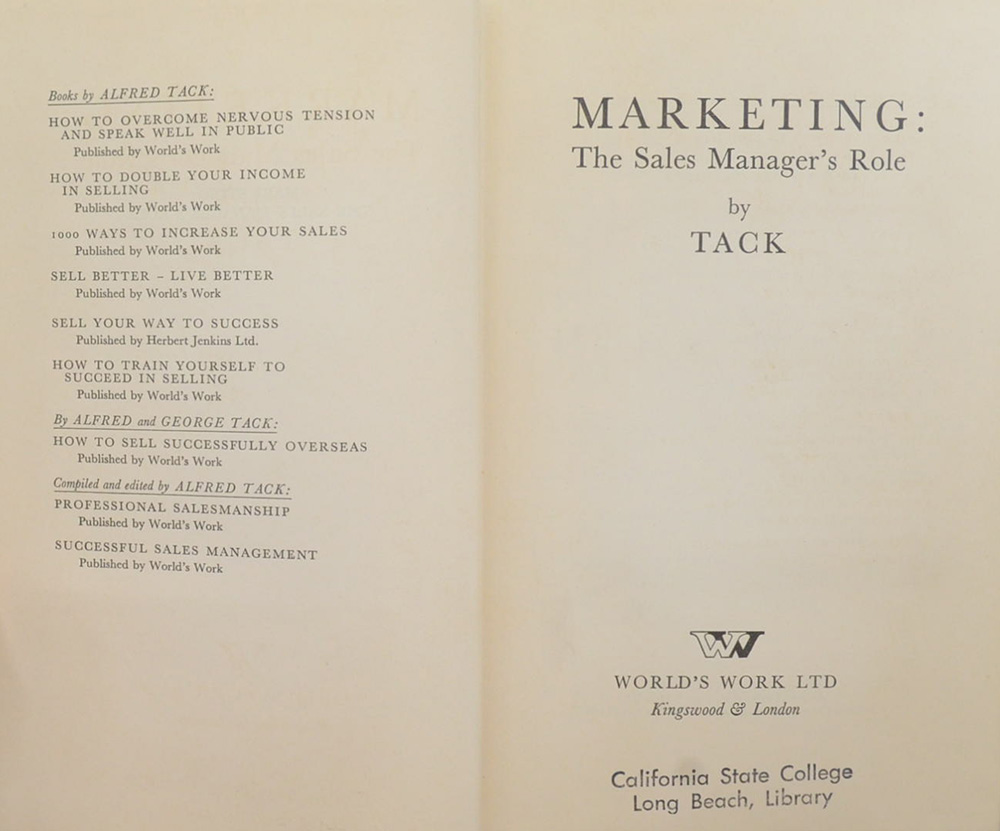 Books by ALFRED TACK:
HOW TO OVERCOME NERVOUS TENSION
AND SPEAK WELL IN PUBLIC
Published by World's Work
HOW TO DOUBLE YOUR INCOME
IN SELLING
Published by World's Work
1000 WAYS TO INCREASE YOUR SALES
Published by World's Work
SELL BETTER – LIVE BETTER
Published by World's Work
SELL YOUR WAY TO SUCCESS
Published by Herbert Jenkins Ltd.
HOW TO TRAIN YOURSELF TO
SUCCEED IN SELLING
Published by World's Work
By ALFRED and GEORGE TACK:
HOW TO SELL SUCCESSFULLY OVERSEAS
Published by World's Work
Compiled and edited by ALFRED TACK:
PROFESSIONAL SALESMANSHIP
Published by World's Work
SUCCESSFUL SALES MANAGEMENT
Published by World's Work
MARKETING:
The Sales Manager's Role
by
TACK
WW
WORLD'S WORK LTD
Kingswood & London
California State College
Long Beach, Library